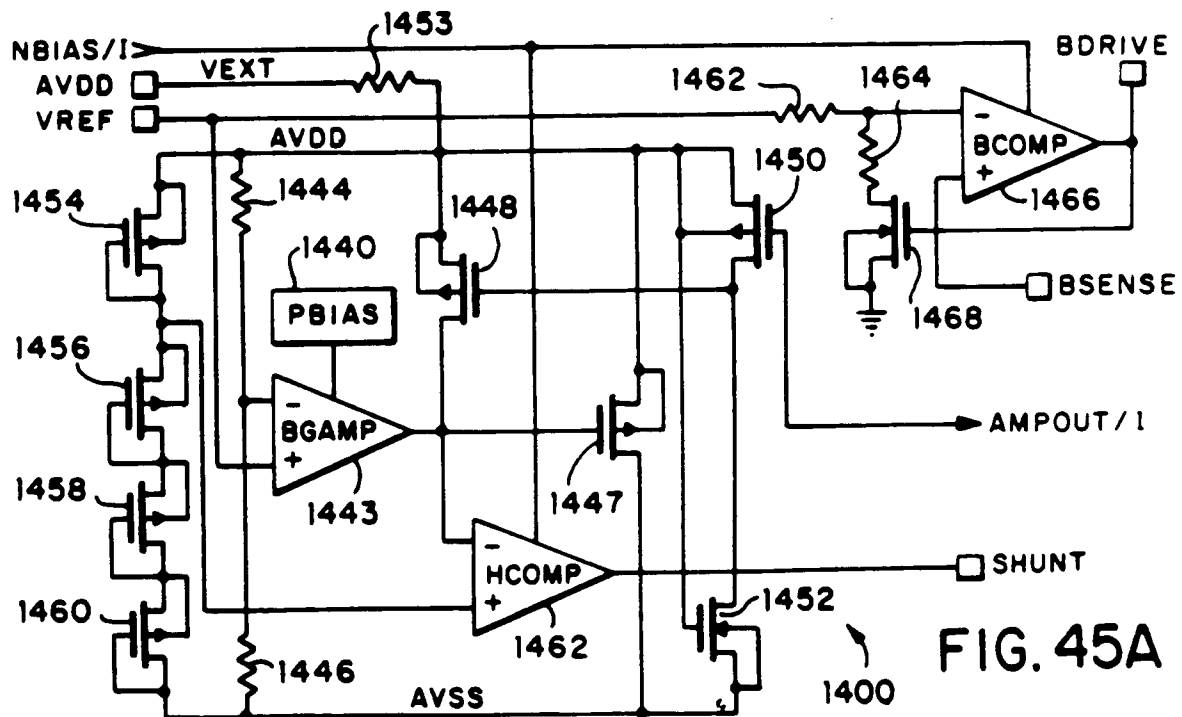 1453
NBIAS/I
BDRIVE
VEXT
AVDD
1462
1464
VREF
AVDD
BCOMP
- +
1450
1444
1454
1448
1466
1440
PBIAS
BSENSE
1468
1456
- +
BGAMP
AMPOUT/I
1447
1458
1443
- +
HCOMP
SHUNT
1452
1460
1462
1446
FIG. 45A
AVSS
1400